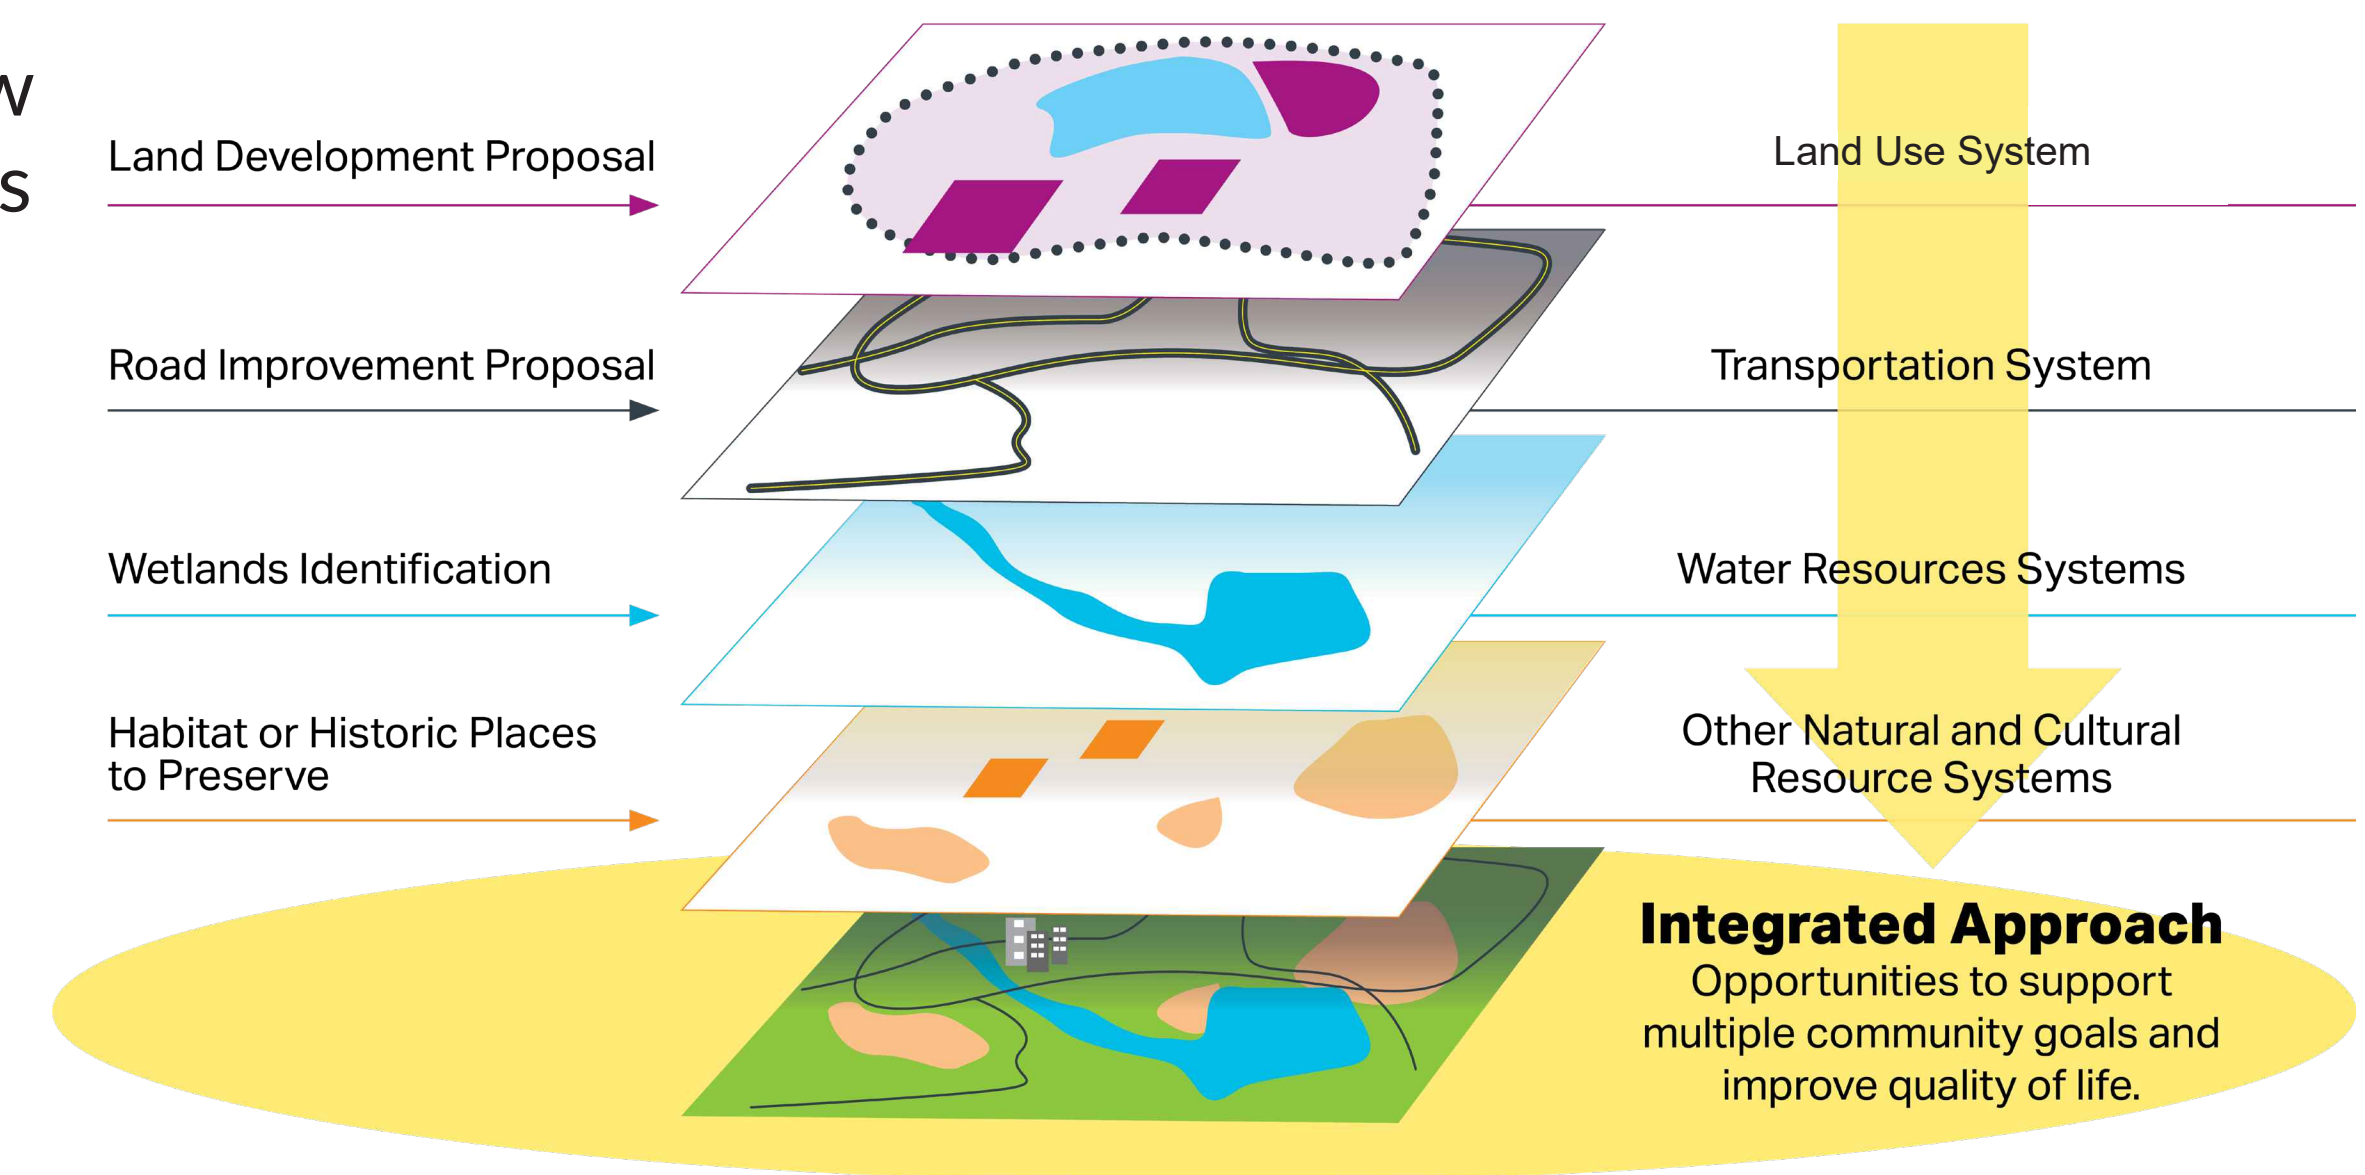 Land Development Proposal
Land Use System
Road Improvement Proposal
Transportation System
Wetlands Identification
Water Resources Systems
Habitat or Historic Places
to Preserve
Other Natural and Cultural
Resource Systems
Integrated Approach
Opportunities to support
multiple community goals and
improve quality of life.